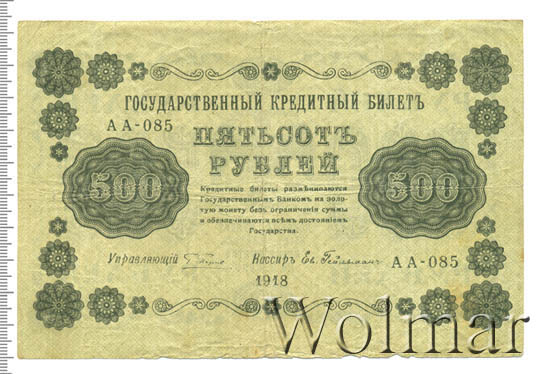 ГОСУДАРСТВЕННЫЙ КРЕДИТНЫЙ БИЛЕТЪ
АА-085
ПЯТЬСОТЪ
РУБЛЕЙ
500
500
Кредитные билеты размѣниваются
Государственнымъ Банкомъ на золо-
тую монету безъ ограниченія суммы
и обезпечиваются всѣмъ достояніемъ
Государства.
Управляющій
Кассиръ
АА-085
1918
Wolmar